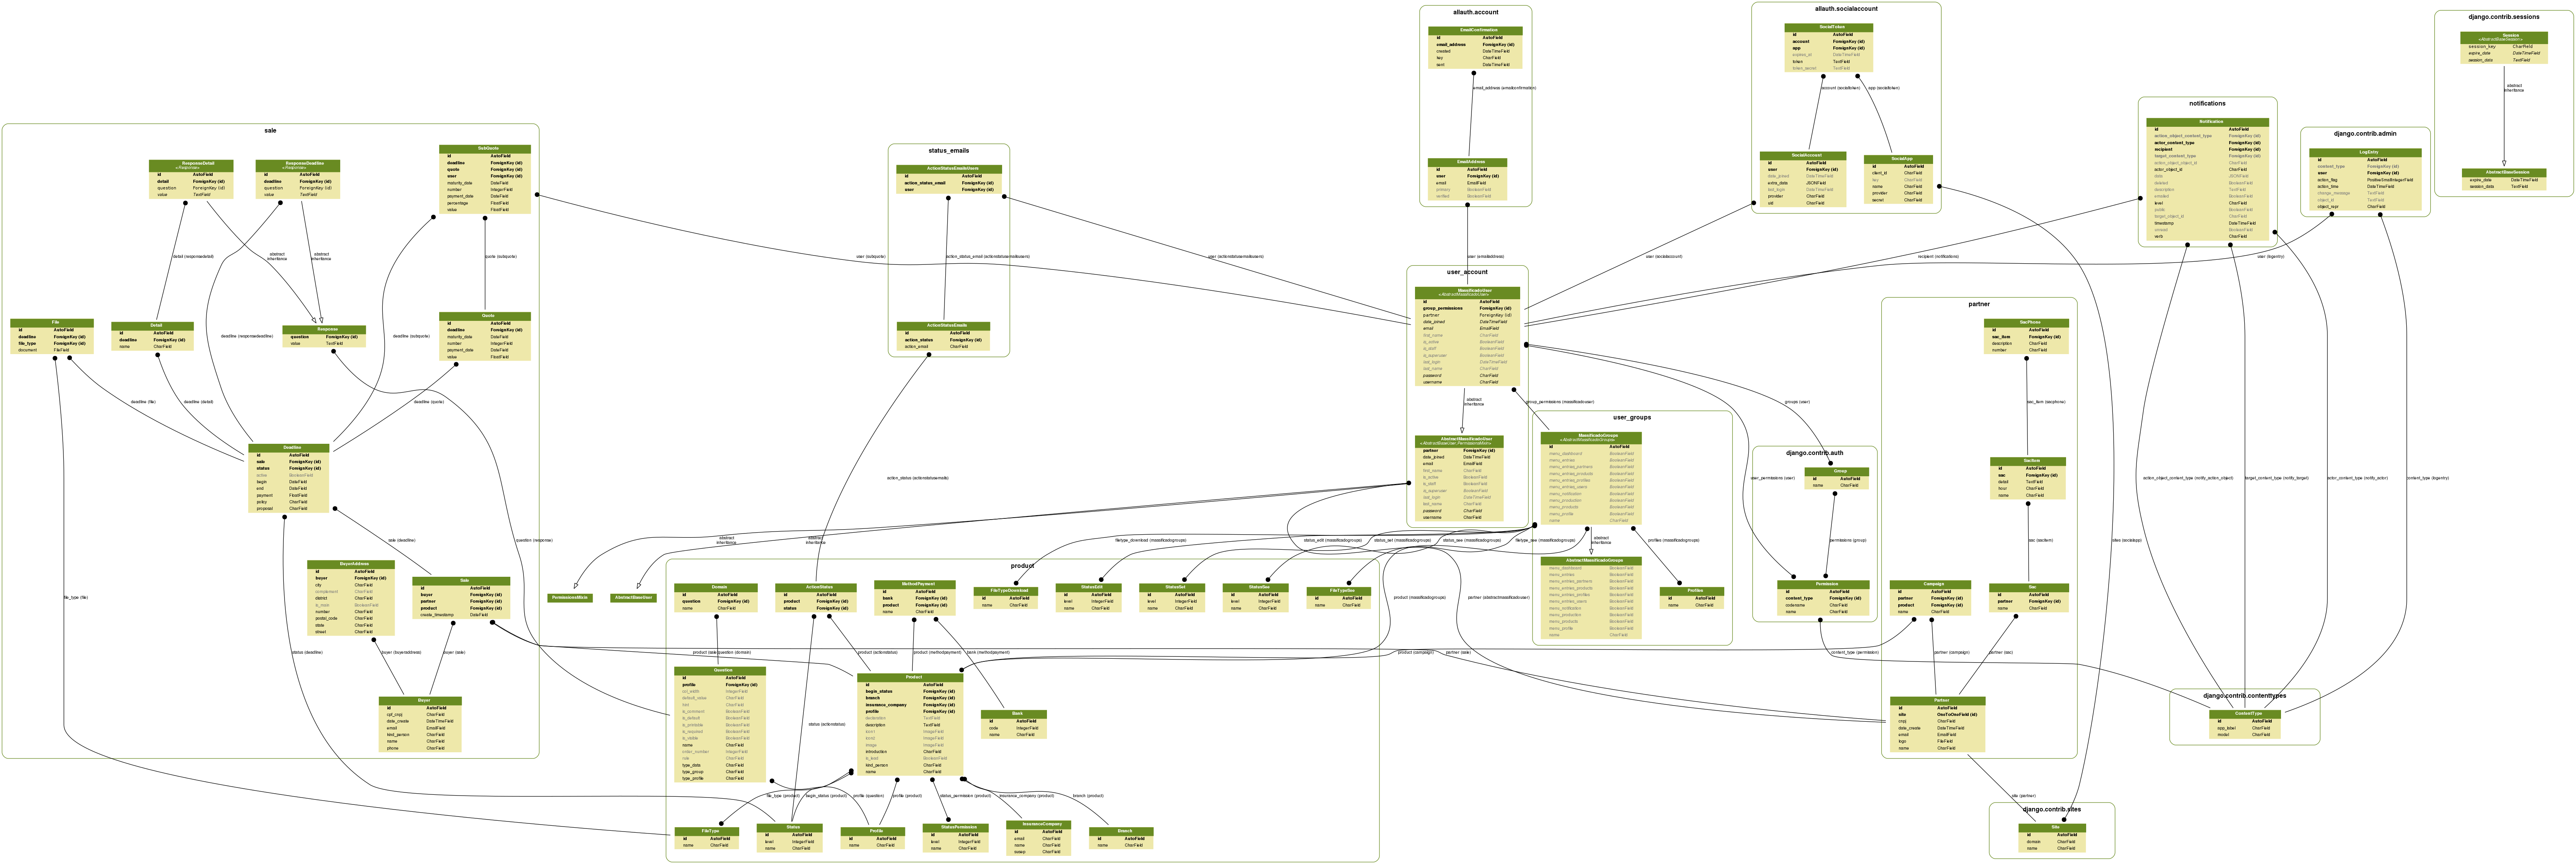 sale
ResponseDetail
<Response>
id AutoField
detail ForeignKey (id)
question ForeignKey (id)
value TextField
ResponseDeadline
<Response>
id AutoField
deadline ForeignKey (id)
question ForeignKey (id)
value TextField
SubQuote
id AutoField
deadline ForeignKey (id)
quote ForeignKey (id)
user ForeignKey (id)
maturity_date DateField
number IntegerField
payment_date DateField
percentage FloatField
value FloatField
detail (responsedetail)
abstract
inheritance
abstract
inheritance
quote (subquote)
File
id AutoField
deadline ForeignKey (id)
file_type ForeignKey (id)
document FileField
Detail
id AutoField
deadline ForeignKey (id)
name CharField
deadline (responsedeadline)
Response
question ForeignKey (id)
value TextField
deadline (subquote)
Quote
id AutoField
deadline ForeignKey (id)
maturity_date DateField
number IntegerField
payment_date DateField
value FloatField
deadline (file)
deadline (detail)
deadline (quote)
Deadline
id AutoField
sale ForeignKey (id)
status ForeignKey (id)
active BooleanField
begin DateField
end DateField
payment FloatField
policy CharField
proposal CharField
sale (deadline)
question (response)
BuyerAddress
id AutoField
buyer ForeignKey (id)
city CharField
complement CharField
district CharField
is_main BooleanField
number CharField
postal_code CharField
state CharField
street CharField
Sale
id AutoField
buyer ForeignKey (id)
partner ForeignKey (id)
product ForeignKey (id)
create_timestamp DateField
file_type (file)
status (deadline)
buyer (buyeraddress)
buyer (sale)
Buyer
id AutoField
cpf_cnpj CharField
date_create DateTimeField
email EmailField
kind_person CharField
name CharField
phone CharField
status_emails
ActionStatusEmailsUsers
id AutoField
action_status_email ForeignKey (id)
user ForeignKey (id)
user (subquote)
action_status_email (actionstatusemailsusers)
user (actionstatusemailsusers)
ActionStatusEmails
id AutoField
action_status ForeignKey (id)
action_email CharField
action_status (actionstatusemails)
allauth.account
EmailConfirmation
id AutoField
email_address ForeignKey (id)
created DateTimeField
key CharField
sent DateTimeField
email_address (emailconfirmation)
EmailAddress
id AutoField
user ForeignKey (id)
email EmailField
primary BooleanField
verified BooleanField
user (emailaddress)
user_account
MassificadoUser
<AbstractMassificadoUser>
id AutoField
group_permissions ForeignKey (id)
partner ForeignKey (id)
date_joined DateTimeField
email EmailField
first_name CharField
is_active BooleanField
is_staff BooleanField
is_superuser BooleanField
last_login DateTimeField
last_name CharField
password CharField
username CharField
abstract
inheritance
group_permissions (massificadouser)
AbstractMassificadoUser
<AbstractBaseUser,PermissionsMixin>
partner ForeignKey (id)
date_joined DateTimeField
email EmailField
first_name CharField
is_active BooleanField
is_staff BooleanField
is_superuser BooleanField
last_login DateTimeField
last_name CharField
password CharField
username CharField
abstract
inheritance
abstract
inheritance
PermissionsMixin
AbstractBaseUser
allauth.socialaccount
SocialToken
id AutoField
account ForeignKey (id)
app ForeignKey (id)
expires_at DateTimeField
token TextField
token_secret TextField
account (socialtoken)
app (socialtoken)
SocialAccount
id AutoField
user ForeignKey (id)
date_joined DateTimeField
extra_data JSONField
last_login DateTimeField
provider CharField
uid CharField
SocialApp
id AutoField
client_id CharField
key CharField
name CharField
provider CharField
secret CharField
user (socialaccount)
sites (socialapp)
user_groups
MassificadoGroups
<AbstractMassificadoGroups>
id AutoField
menu_dashboard BooleanField
menu_entries BooleanField
menu_entries_partners BooleanField
menu_entries_products BooleanField
menu_entries_profiles BooleanField
menu_entries_users BooleanField
menu_notification BooleanField
menu_production BooleanField
menu_products BooleanField
menu_profile BooleanField
name CharField
abstract
inheritance
profiles (massificadogroups)
AbstractMassificadoGroups
menu_dashboard BooleanField
menu_entries BooleanField
menu_entries_partners BooleanField
menu_entries_products BooleanField
menu_entries_profiles BooleanField
menu_entries_users BooleanField
menu_notification BooleanField
menu_production BooleanField
menu_products BooleanField
menu_profile BooleanField
name CharField
Profiles
id AutoField
name CharField
filetype_download (massificadogroups)
status_edit (massificadogroups)
status_set (massificadogroups)
status_see (massificadogroups)
filetype_see (massificadogroups)
product (massificadogroups)
partner (abstractmassificadouser)
django.contrib.auth
groups (user)
user_permissions (user)
Group
id AutoField
name CharField
permissions (group)
Permission
id AutoField
content_type ForeignKey (id)
codename CharField
name CharField
content_type (permission)
notifications
Notification
id AutoField
action_object_content_type ForeignKey (id)
actor_content_type ForeignKey (id)
recipient ForeignKey (id)
target_content_type ForeignKey (id)
action_object_object_id CharField
actor_object_id CharField
data JSONField
deleted BooleanField
description TextField
emailed BooleanField
level CharField
public BooleanField
target_object_id CharField
timestamp DateTimeField
unread BooleanField
verb CharField
recipient (notifications)
action_object_content_type (notify_action_object)
target_content_type (notify_target)
actor_content_type (notify_actor)
django.contrib.admin
LogEntry
id AutoField
content_type ForeignKey (id)
user ForeignKey (id)
action_flag PositiveSmallIntegerField
action_time DateTimeField
change_message TextField
object_id TextField
object_repr CharField
user (logentry)
content_type (logentry)
django.contrib.sessions
Session
<AbstractBaseSession>
session_key CharField
expire_date DateTimeField
session_data TextField
abstract
inheritance
AbstractBaseSession
expire_date DateTimeField
session_data TextField
partner
SacPhone
id AutoField
sac_item ForeignKey (id)
description CharField
number CharField
sac_item (sacphone)
SacItem
id AutoField
sac ForeignKey (id)
detail TextField
hour CharField
name CharField
sac (sacitem)
Campaign
id AutoField
partner ForeignKey (id)
product ForeignKey (id)
name CharField
Sac
id AutoField
partner ForeignKey (id)
name CharField
product (campaign)
partner (sale)
partner (campaign)
partner (sac)
Partner
id AutoField
site OneToOneField (id)
cnpj CharField
date_create DateTimeField
email EmailField
logo FileField
name CharField
site (partner)
django.contrib.contenttypes
ContentType
id AutoField
app_label CharField
model CharField
django.contrib.sites
Site
id AutoField
domain CharField
name CharField
product
Domain
id AutoField
question ForeignKey (id)
name CharField
ActionStatus
id AutoField
product ForeignKey (id)
status ForeignKey (id)
MethodPayment
id AutoField
bank ForeignKey (id)
product ForeignKey (id)
name CharField
FileTypeDownload
id AutoField
name CharField
StatusEdit
id AutoField
level IntegerField
name CharField
StatusSet
id AutoField
level IntegerField
name CharField
StatusSee
id AutoField
level IntegerField
name CharField
FileTypeSee
id AutoField
name CharField
product (sale)
question (domain)
product (actionstatus)
product (methodpayment)
bank (methodpayment)
Question
id AutoField
profile ForeignKey (id)
col_width IntegerField
default_value CharField
hint CharField
is_comment BooleanField
is_default BooleanField
is_printable BooleanField
is_required BooleanField
is_visible BooleanField
name CharField
order_number IntegerField
rule CharField
type_data CharField
type_group CharField
type_profile CharField
status (actionstatus)
Product
id AutoField
begin_status ForeignKey (id)
branch ForeignKey (id)
insurance_company ForeignKey (id)
profile ForeignKey (id)
declaration TextField
description TextField
IntegerField
IntegerField
image ImageField
introduction CharField
is_lead BooleanField
kind_person CharField
name CharField
Bank
id AutoField
code IntegerField
name CharField
file_type (product)
begin_status (product)
profile (question)
profile (product)
status_permission (product)
insurance_company (product)
branch (product)
FileType
id AutoField
name CharField
Status
id AutoField
level IntegerField
name CharField
Profile
id AutoField
name CharField
StatusPermission
id AutoField
level IntegerField
name CharField
InsuranceCompany
id AutoField
email CharField
name CharField
susep CharField
Branch
id AutoField
name CharField